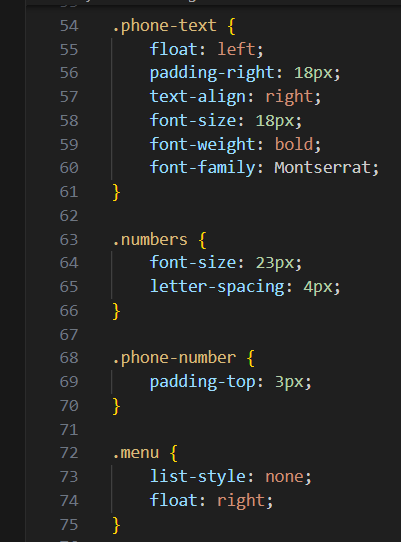 54 .phone-text {
55 float: left;
56 padding-right: 18px;
57 text-align: right;
58 font-size: 18px;
59 font-weight: bold;
60 font-family: Montserrat;
61 }
62
63 .numbers {
64 font-size: 23px;
65 letter-spacing: 4px;
66 }
67
68 .phone-number {
69 padding-top: 3px;
70 }
71
72 .menu {
73 list-style: none;
74 float: right;
75 }